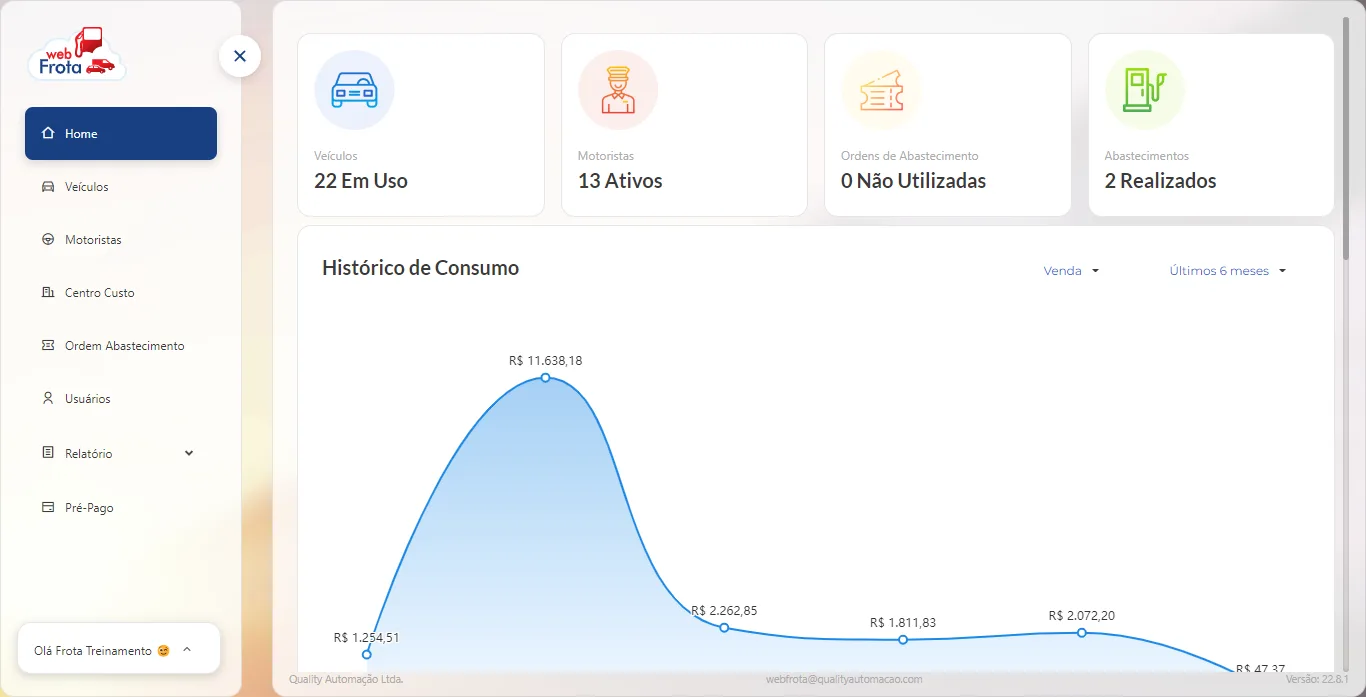 web
Frota
Home
Veículos
Motoristas
Centro Custo
Ordem Abastecimento
Usuários
Relatório
Pré-Pago
Olá Frota Treinamento
Veículos
22 Em Uso
Motoristas
13 Ativos
Ordens de Abastecimento
0 Não Utilizadas
Abastecimentos
2 Realizados
Histórico de Consumo
Venda
Últimos 6 meses
R$ 11.638,18
R$ 2.262,85
R$ 1.811,83
R$ 2.072,20
R$ 1.254,51
R$ 47,37
Quality Automação Ltda.
webfrota@qualityautomacao.com
Versão: 22.8.1